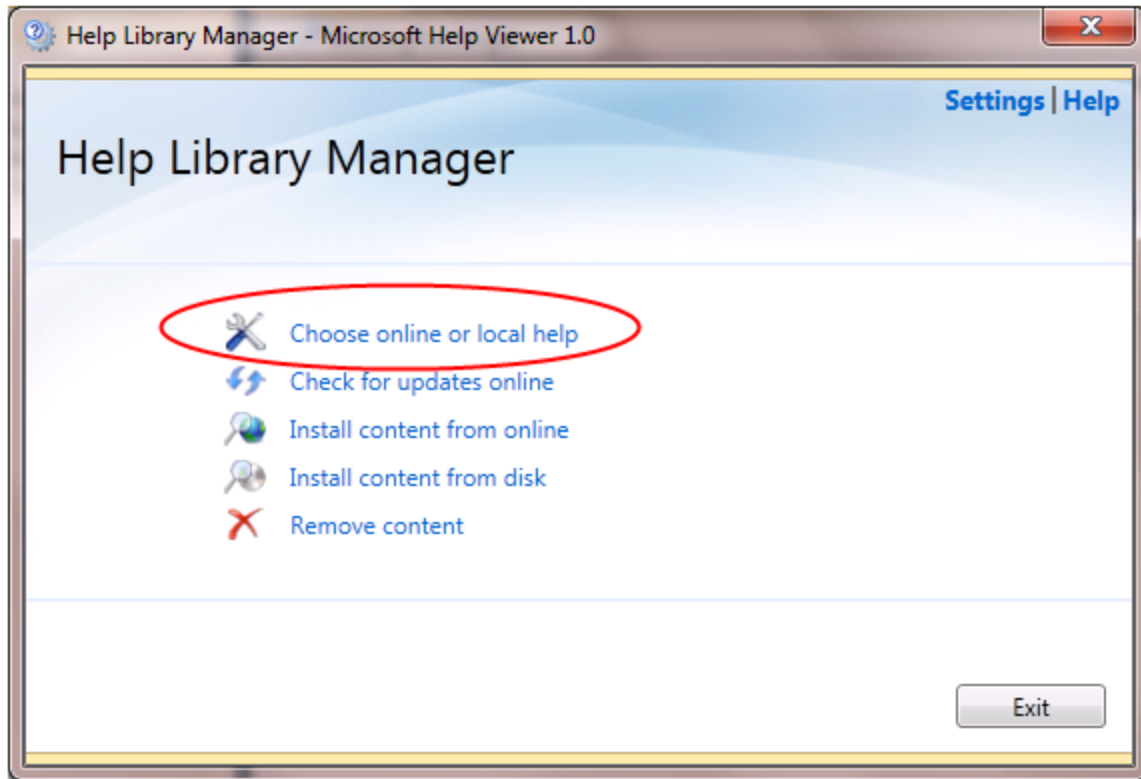 Help Library Manager - Microsoft Help Viewer 1.0
Settings | Help
Help Library Manager
Choose online or local help
Check for updates online
Install content from online
Install content from disk
Remove content
Exit